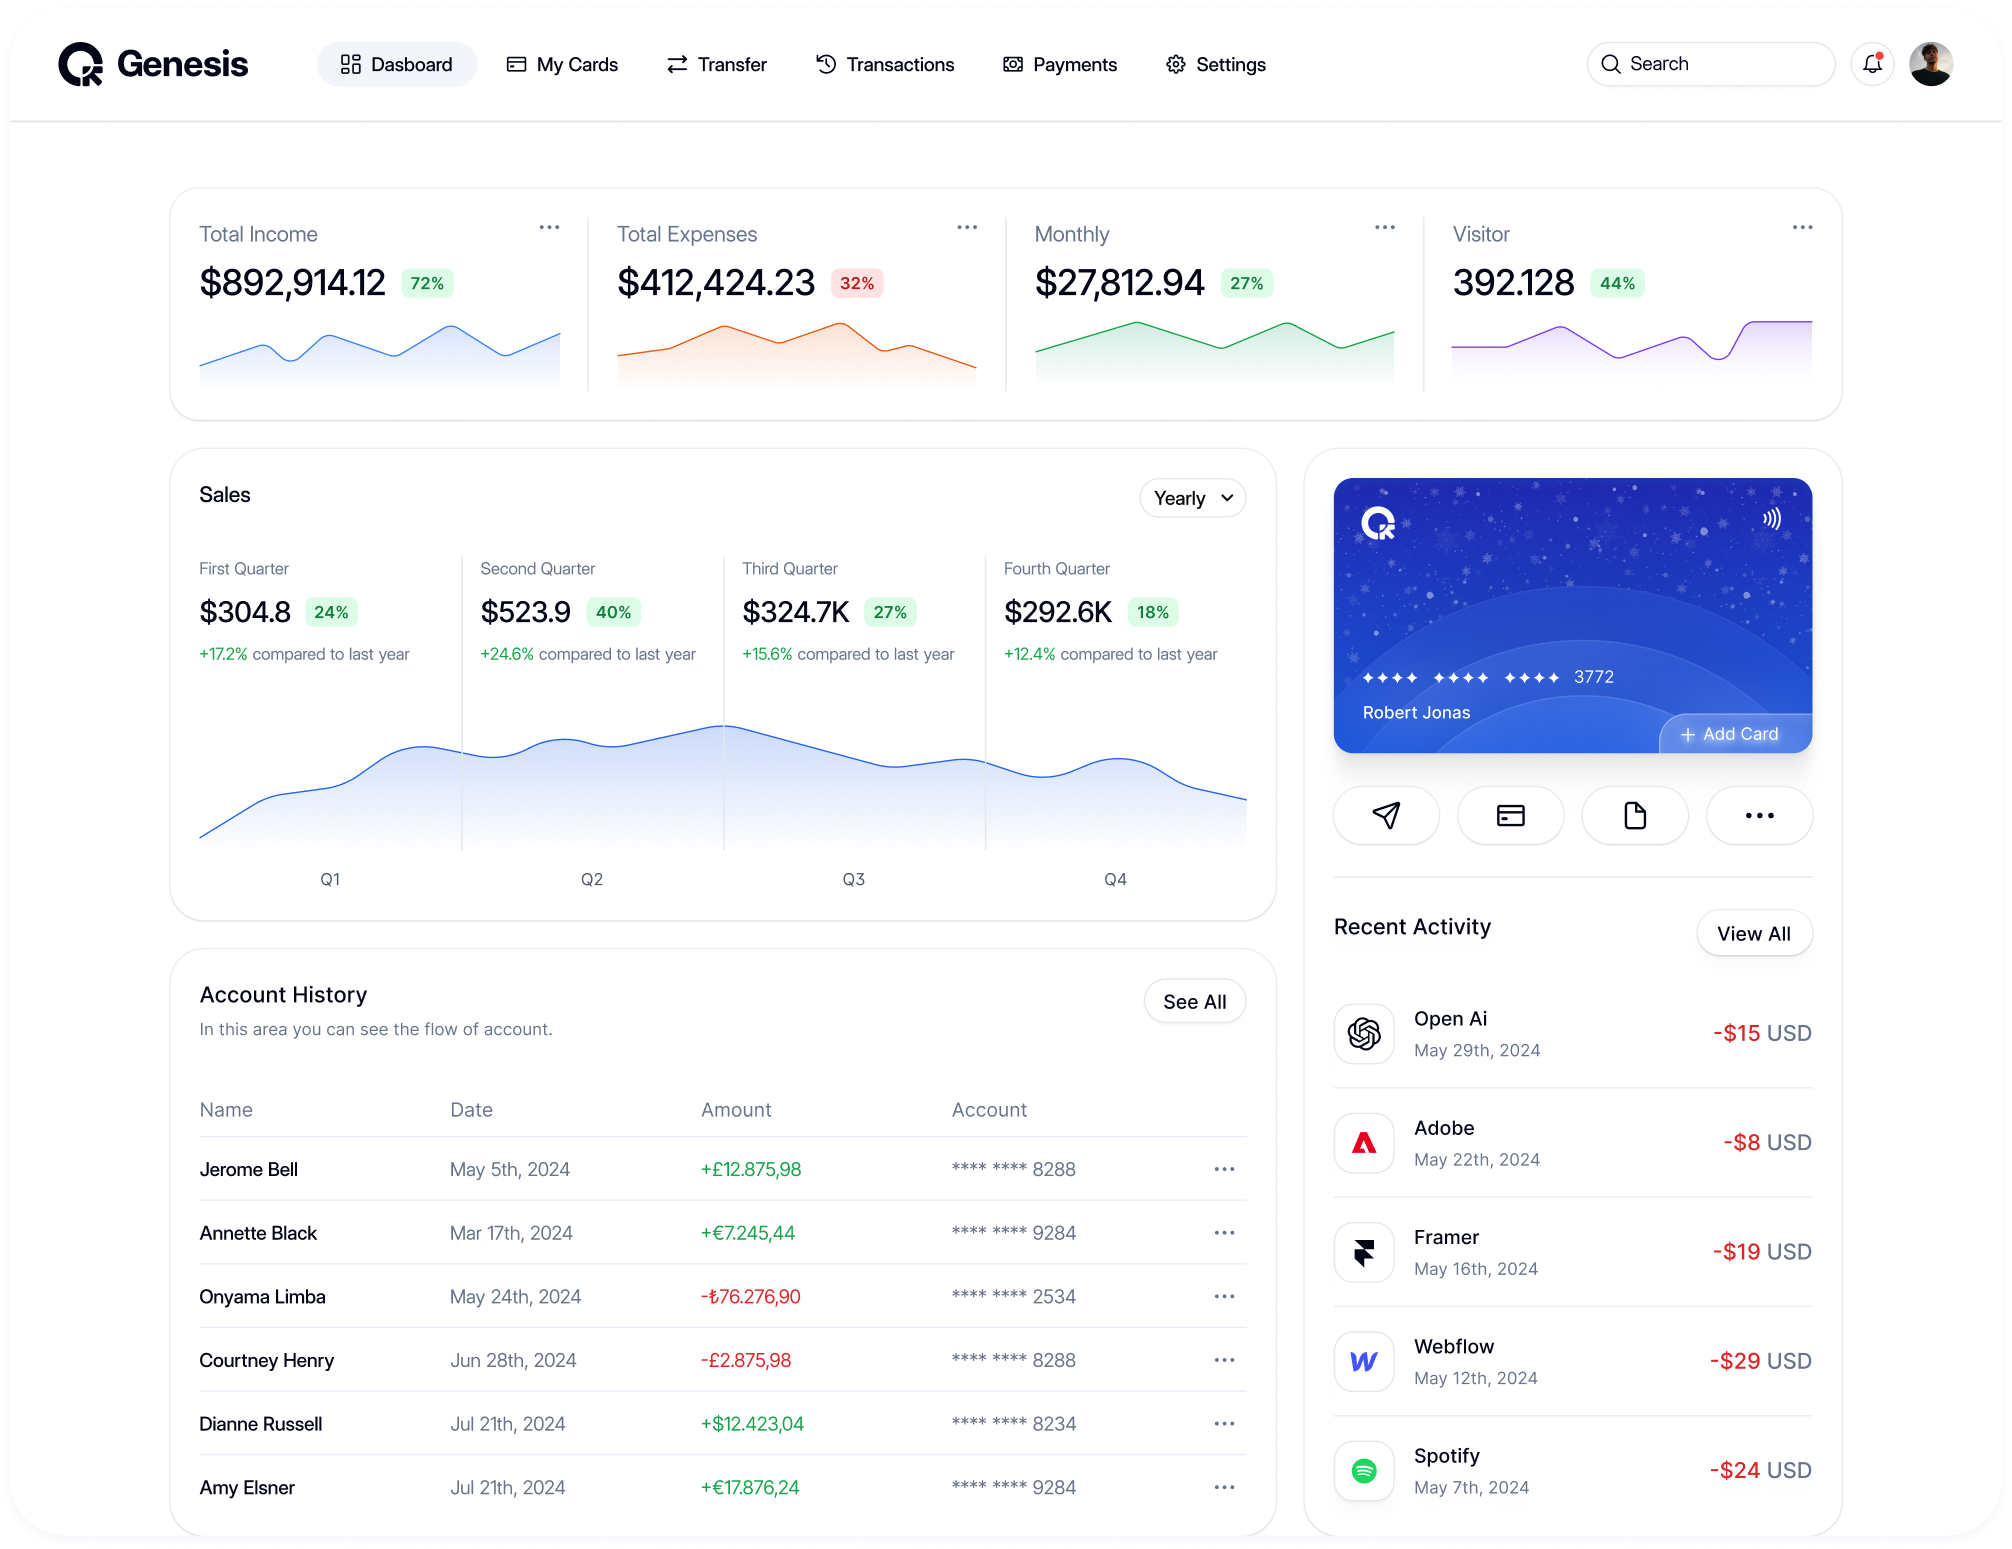 Genesis
Dasboard
My Cards
Transfer
Transactions
Payments
Settings
Search
Total Income
$892,914.12 72%
Total Expenses
$412,424.23 32%
Monthly
$27,812.94 27%
Visitor
392.128 44%
Sales
Yearly
First Quarter
$304.8 24%
+17.2% compared to last year
Second Quarter
$523.9 40%
+24.6% compared to last year
Third Quarter
$324.7K 27%
+15.6% compared to last year
Fourth Quarter
$292.6K 18%
+12.4% compared to last year
Q1 Q2 Q3 Q4
3772
Robert Jonas
+ Add Card
Account History
In this area you can see the flow of account.
See All
Name Date Amount Account
Jerome Bell May 5th, 2024 +£12.875,98 **** **** 8288
Annette Black Mar 17th, 2024 +€7.245,44 **** **** 9284
Onyama Limba May 24th, 2024 -₺76.276,90 **** **** 2534
Courtney Henry Jun 28th, 2024 -£2.875,98 **** **** 8288
Dianne Russell Jul 21th, 2024 +$12.423,04 **** **** 8234
Amy Elsner Jul 21th, 2024 +€17.876,24 **** **** 9284
Recent Activity
View All
Open Ai
May 29th, 2024
-$15 USD
Adobe
May 22th, 2024
-$8 USD
Framer
May 16th, 2024
-$19 USD
Webflow
May 12th, 2024
-$29 USD
Spotify
May 7th, 2024
-$24 USD